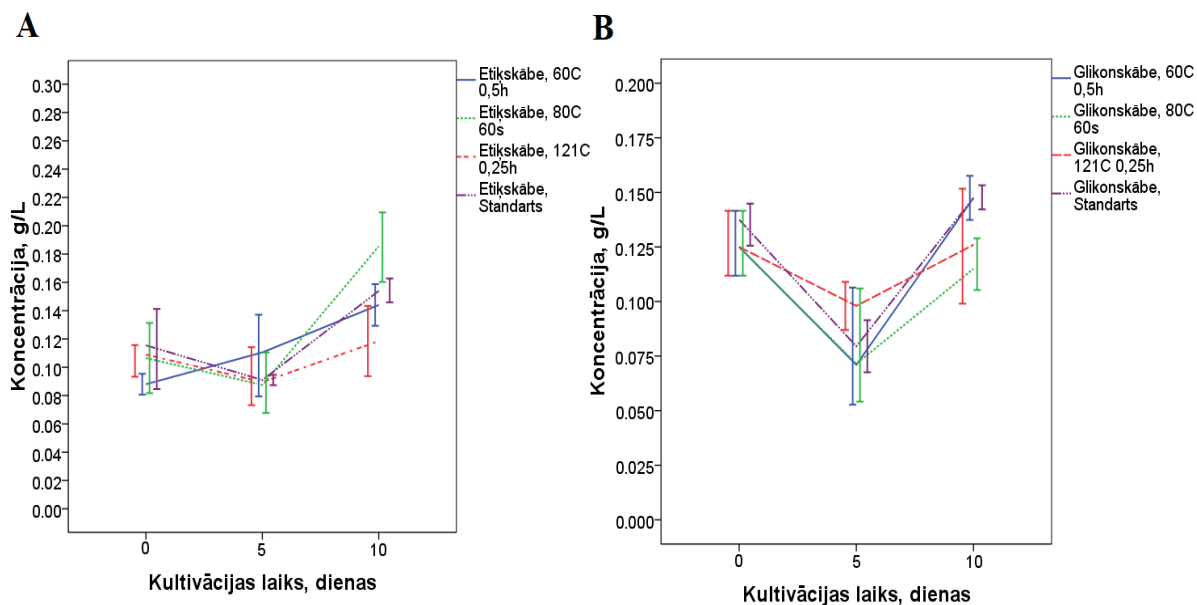 A
Koncentrācija, g/L
0.30
0.28
0.26
0.24
0.22
0.20
0.18
0.16
0.14
0.12
0.10
0.08
0.06
0.04
0.02
0.00
0
5
10
Kultivācijas laiks, dienas
Etiķskābe, 60C
0,5h
Etiķskābe, 80C
60s
Etiķskābe, 121C
0,25h
Etiķskābe,
Standarts
B
Koncentrācija, g/L
0.200
0.175
0.150
0.125
0.100
0.075
0.050
0.025
0.000
0
5
10
Kultivācijas laiks, dienas
Glikonskābe, 60C
0,5h
Glikonskābe, 80C
60s
Glikonskābe,
121C 0,25h
Glikonskābe,
Standarts